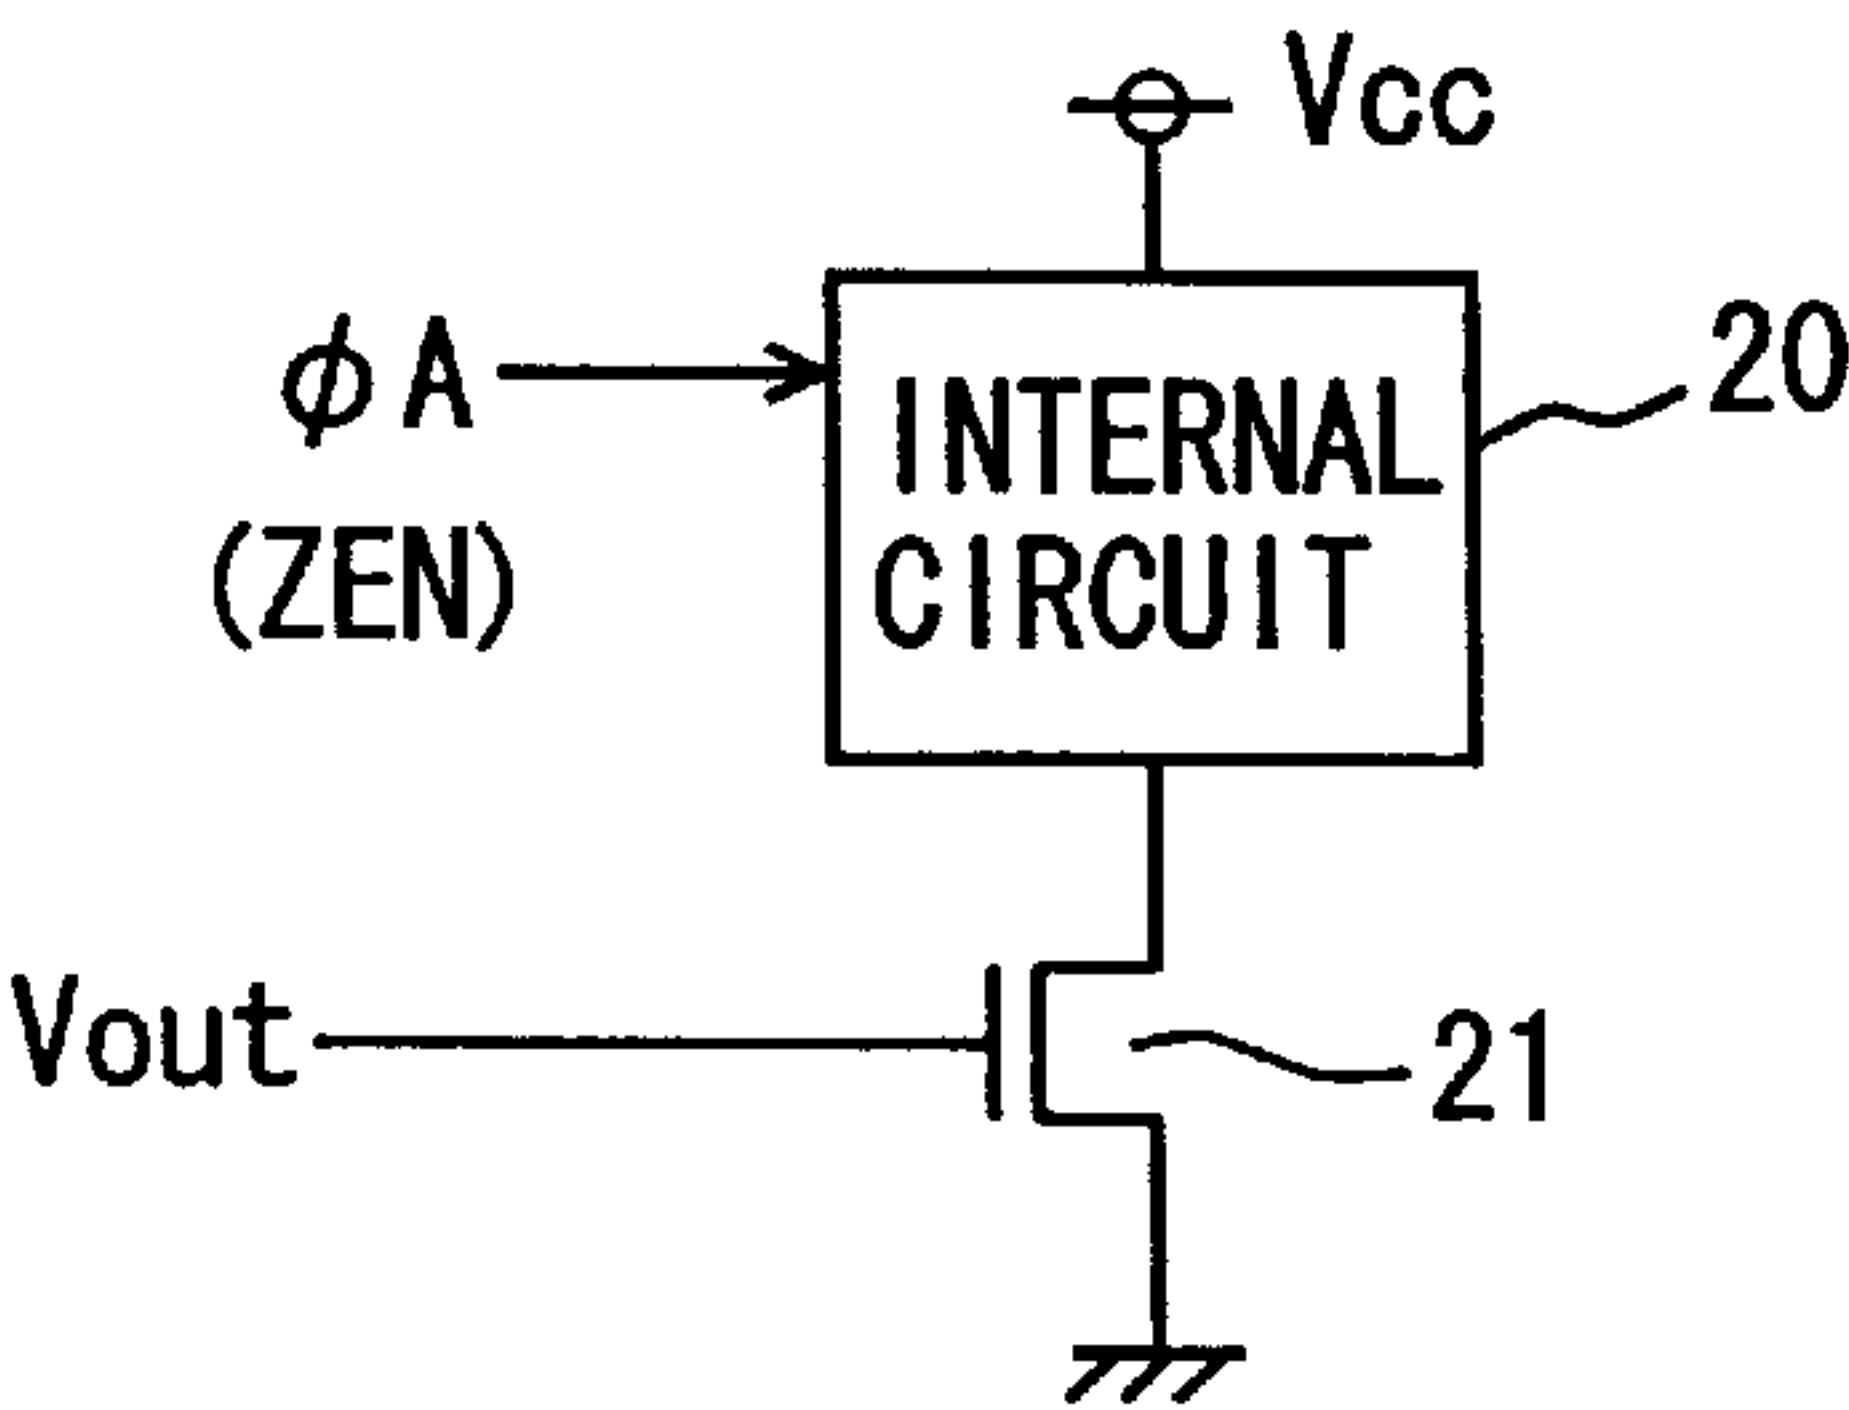 Vcc
φA
(ZEN)
INTERNAL
CIRCUIT
20
Vout
21